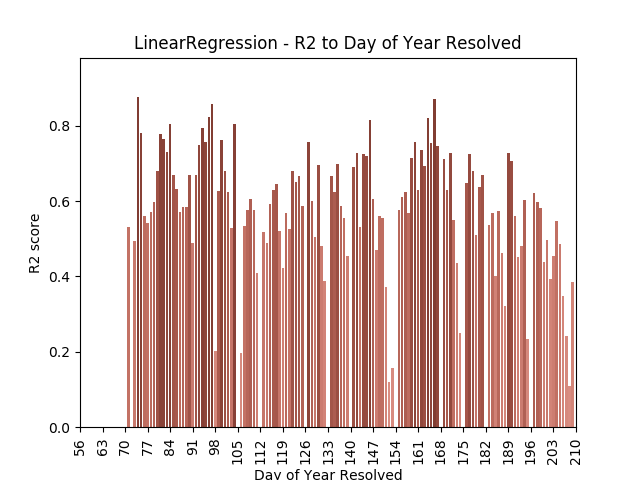 LinearRegression - R2 to Day of Year Resolved
R2 score
0.8
0.6
0.4
0.2
0.0
56 63 70 77 84 91 98 105 112 119 126 133 140 147 154 161 168 175 182 189 196 203 210
Day of Year Resolved